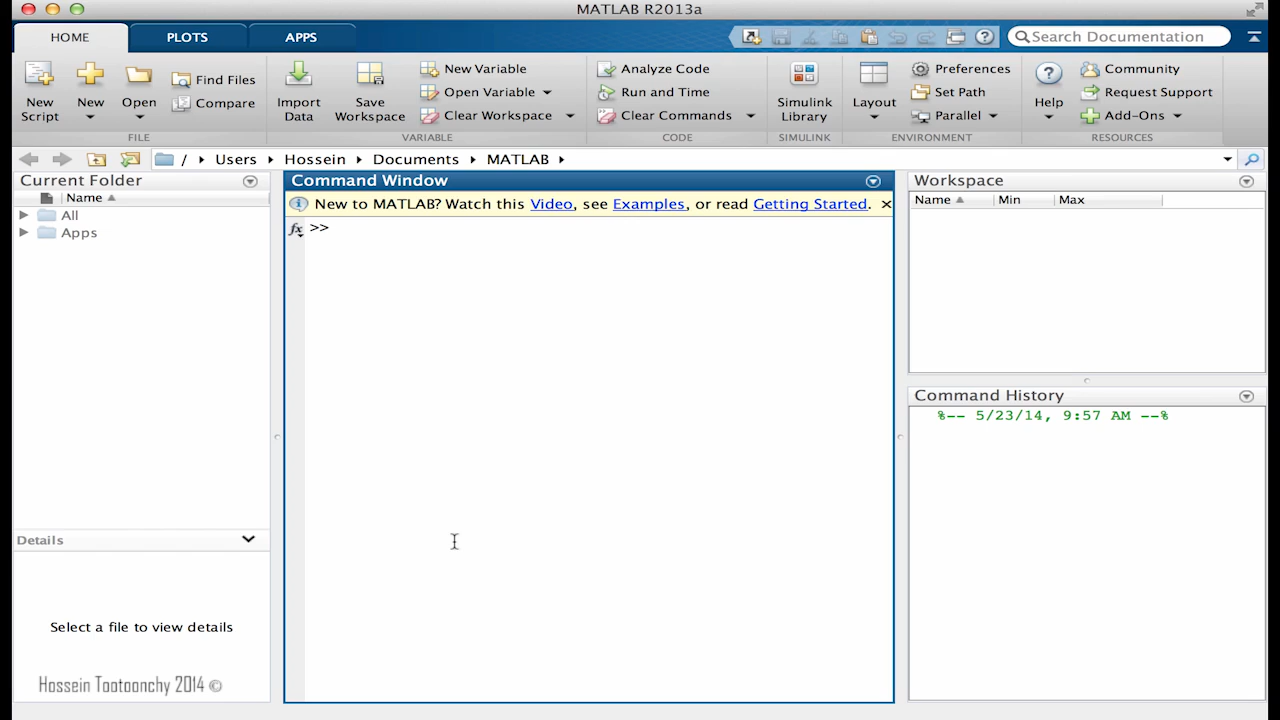 MATLAB R2013a
HOME PLOTS APPS
Search Documentation
New Script
New
Open
Find Files
Compare
FILE
Import Data
Save Workspace
New Variable
Open Variable
Clear Workspace
VARIABLE
Analyze Code
Run and Time
Clear Commands
CODE
Simulink Library
SIMULINK
Layout
Preferences
Set Path
Parallel
ENVIRONMENT
Help
Community
Request Support
Add-Ons
RESOURCES
/ Users Hossein Documents MATLAB
Current Folder
Name
All
Apps
Details
Select a file to view details
Hossein Tootoonchy 2014 ©
Command Window
New to MATLAB? Watch this Video, see Examples, or read Getting Started.
fx >>
Workspace
Name Min Max
Command History
%-- 5/23/14, 9:57 AM --%